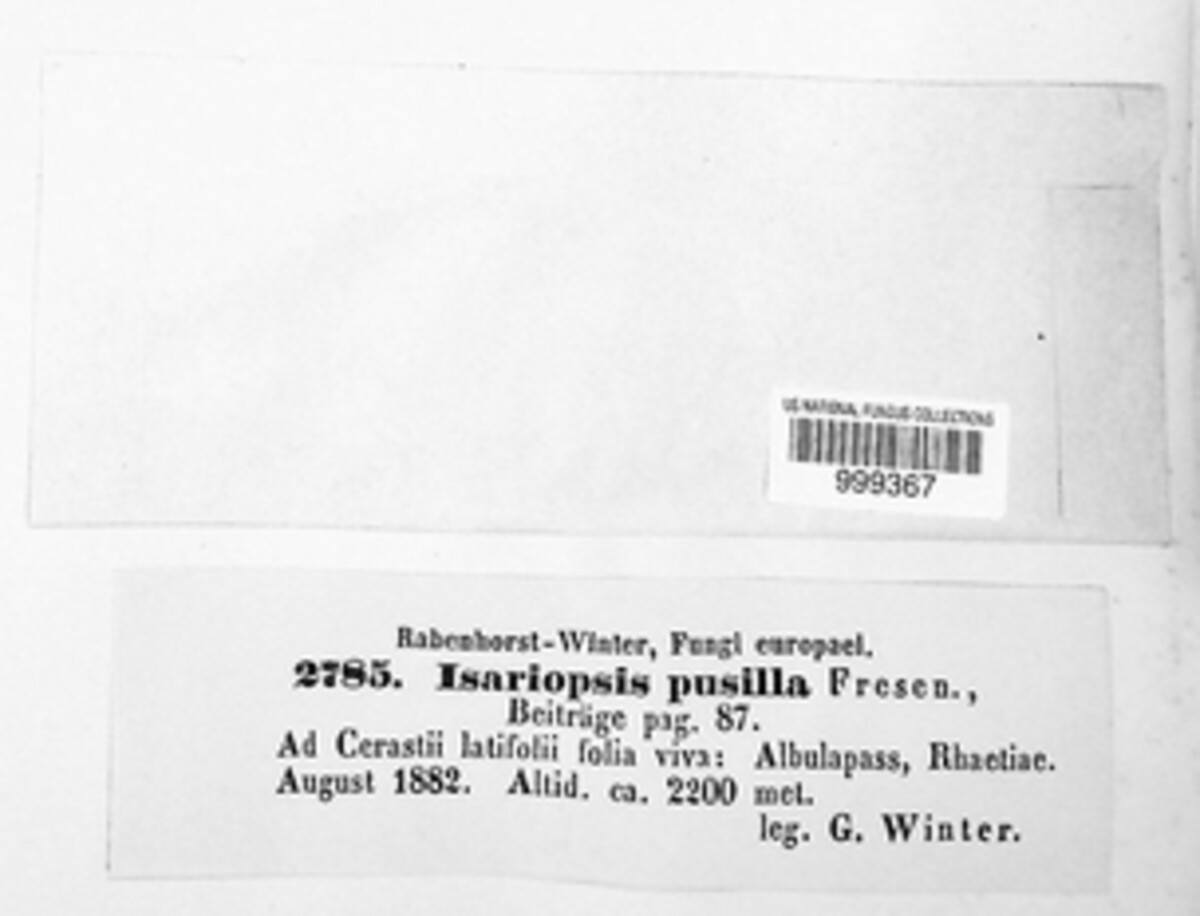 US NATIONAL FUNGUS COLLECTIONS
999367
Rabenhorst-Winter, Fungi europaei.
2785. Isariopsis pusilla Fresen.,
Beiträge pag. 87.
Ad Cerastii latifolii folia viva: Albulapass, Rhaetiae.
August 1882. Altid. ca. 2200 met.
leg. G. Winter.